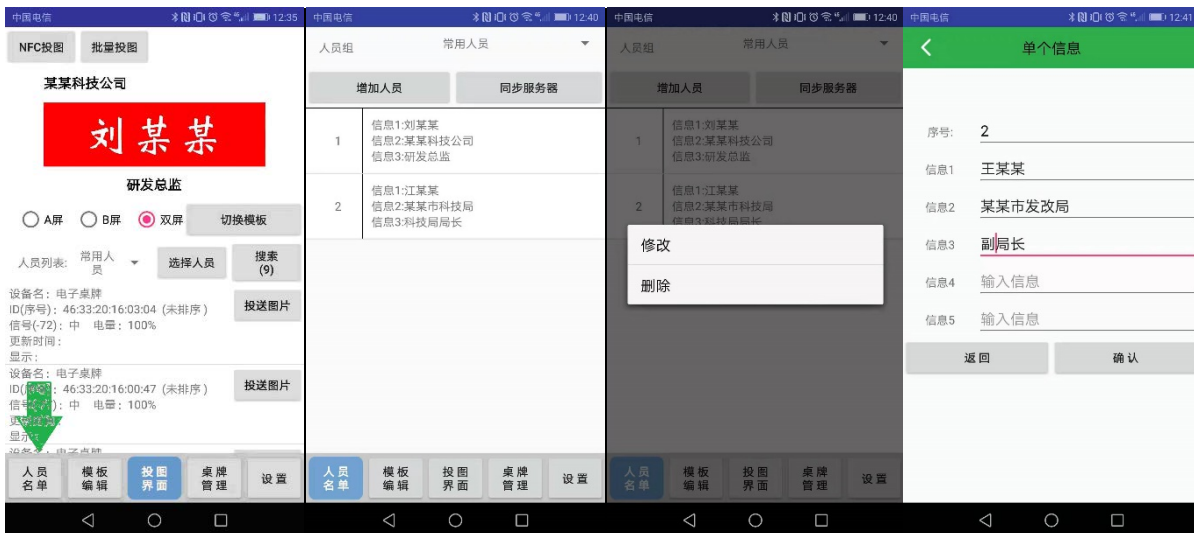 中国电信
12:35
NFC投图 批量投图
某某科技公司
刘某某
研发总监
A屏 B屏 双屏 切换模板
人员列表: 常用人员 选择人员 搜索(9)
设备名: 电子桌牌
ID(序号): 46:33:20:16:03:04 (未排序)
信号(-72): 中 电量: 100%
更新时间:
显示:
投送图片
设备名: 电子桌牌
46:33:20:16:00:47 (未排序)
中 电量: 100%
投送图片
人员名单 模板编辑 投图界面 桌牌管理 设置
中国电信
12:40
人员组 常用人员
增加人员 同步服务器
1
信息1:刘某某
信息2:某某科技公司
信息3:研发总监
2
信息1:江某某
信息2:某某市科技局
信息3:科技局局长
人员名单 模板编辑 投图界面 桌牌管理 设置
中国电信
12:40
人员组 常用人员
增加人员 同步服务器
1
信息1:刘某某
信息2:某某科技公司
信息3:研发总监
2
信息1:江某某
信息2:某某市科技局
信息3:科技局局长
修改
删除
人员名单 模板编辑 投图界面 桌牌管理 设置
中国电信
12:41
单个信息
序号: 2
信息1 王某某
信息2 某某市发改局
信息3 副局长
信息4 输入信息
信息5 输入信息
返回 确认